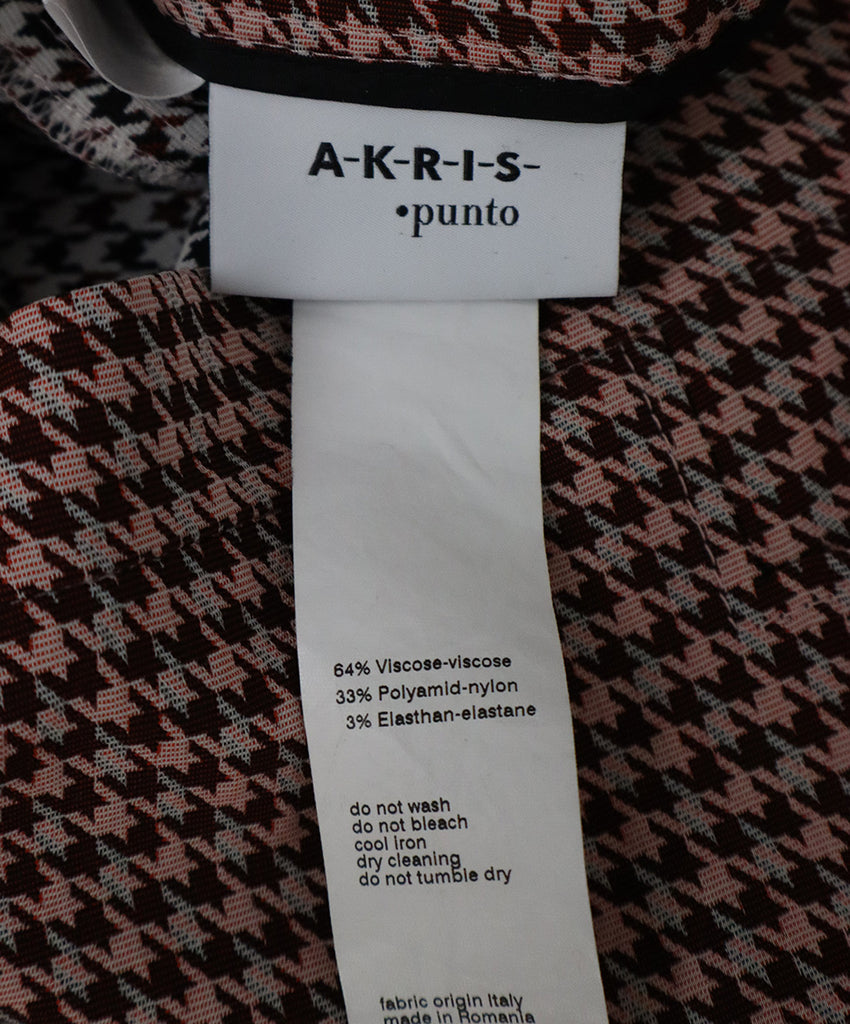 A-K-R-I-S-
•punto
64% Viscose-viscose
33% Polyamid-nylon
3% Elasthan-elastane
do not wash
do not bleach
cool iron
dry cleaning
do not tumble dry
fabric origin Italy
made in Romania